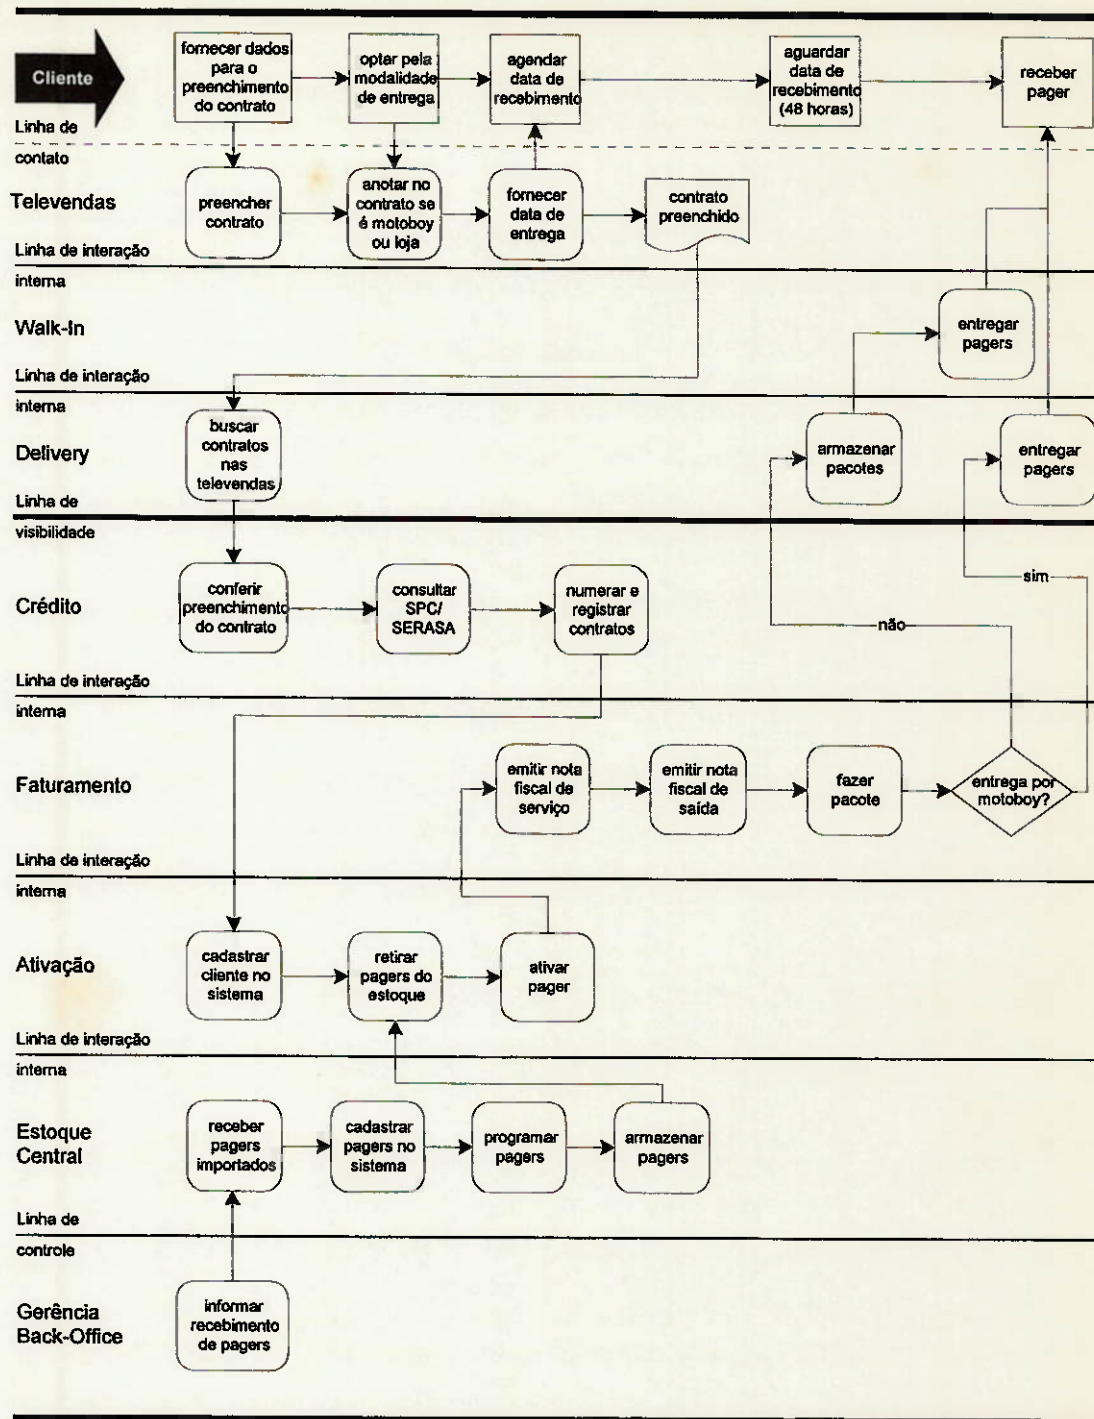 Cliente
fornecer dados
para o
preenchimento
do contrato
optar pela
modalidade
de entrega
agendar
data de
recebimento
aguardar
data de
recebimento
(48 horas)
receber
pager
Linha de
contato
Televendas
preencher
contrato
anotar no
contrato se
é motoboy
ou loja
fornecer
data de
entrega
contrato
preenchido
Linha de interação
interna
Walk-In
entregar
pagers
Linha de interação
interna
Delivery
buscar
contratos
nas
televendas
armazenar
pacotes
entregar
pagers
Linha de
visibilidade
Crédito
conferir
preenchimento
do contrato
consultar
SPC/
SERASA
numerar e
registrar
contratos
não
sim
Linha de interação
interna
Faturamento
emitir nota
fiscal de
serviço
emitir nota
fiscal de
saída
fazer
pacote
entrega por
motoboy?
Linha de interação
interna
Ativação
cadastrar
cliente no
sistema
retirar
pagers do
estoque
ativar
pager
Linha de interação
interna
Estoque
Central
receber
pagers
importados
cadastrar
pagers no
sistema
programar
pagers
armazenar
pagers
Linha de
controle
Gerência
Back-Office
informar
recebimento
de pagers